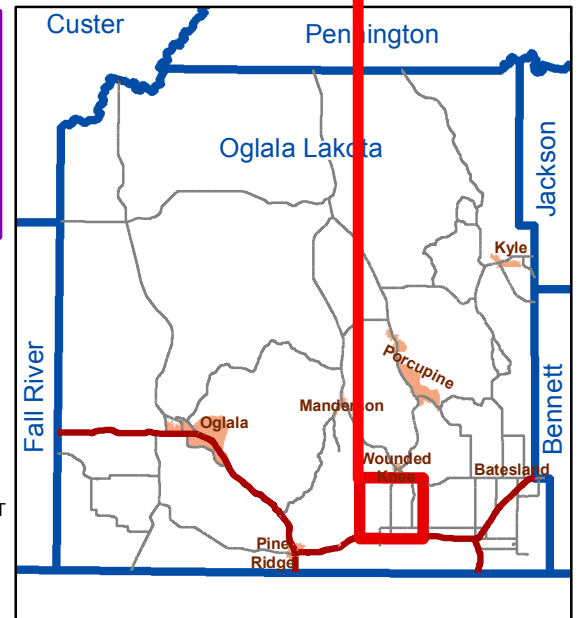 Custer
Pennington
Oglala Lakota
Jackson
Kyle
Porcupine
Fall River
Oglala
Manderson
Bennett
Wounded
Knee
Batesland
T
Pine
Ridge